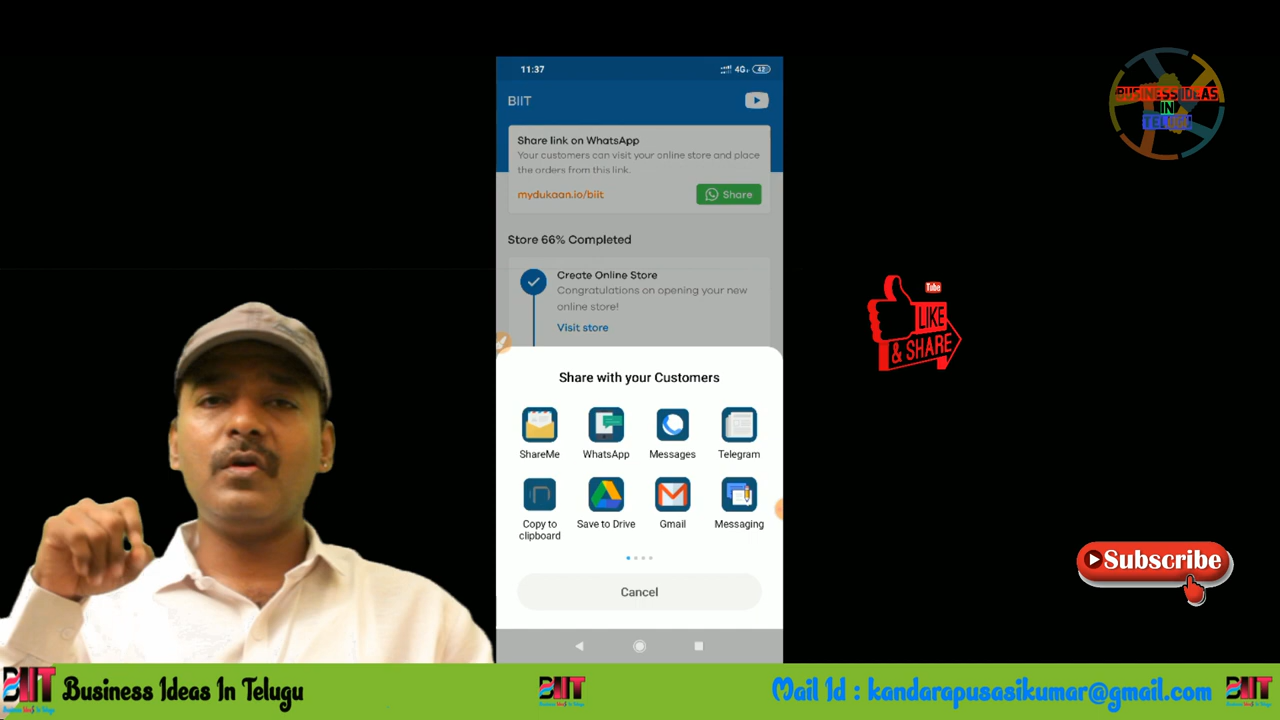 11:37
4G+
42
BIIT
Share link on WhatsApp
Your customers can visit your online store and place
the orders from this link.
mydukaan.io/biit
Share
Store 66% Completed
Create Online Store
Congratulations on opening your new
online store!
Visit store
Share with your Customers
ShareMe
WhatsApp
Messages
Telegram
Copy to
clipboard
Save to Drive
Gmail
Messaging
Cancel
BUSINESS IDEAS
IN
TELUGU
Tube
LIKE
& SHARE
Subscribe
BIIT
Business Ideas In Telugu
BIIT
Mail Id : kandarapusasikumar@gmail.com
BIIT